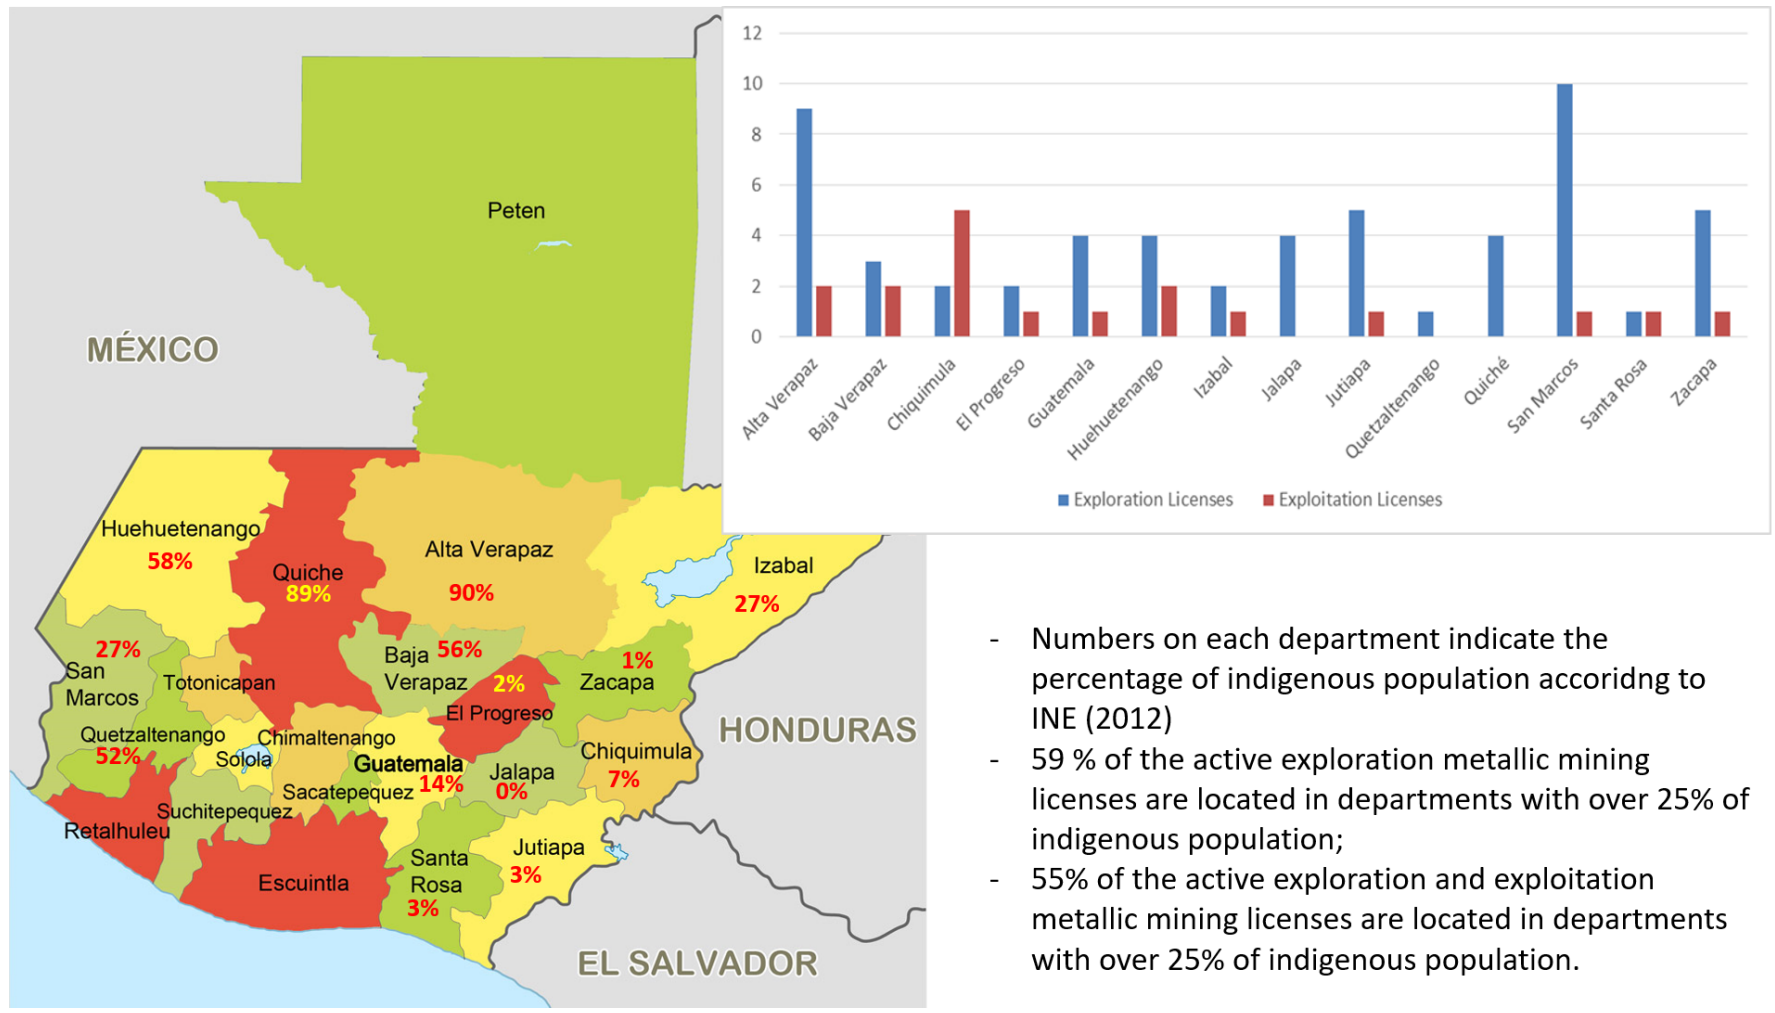 12
10
8
6
4
2
0
Alta Verapaz
Baja Verapaz
Chiquimula
El Progreso
Guatemala
Huehuetenango
Izabal
Jalapa
Jutiapa
Quetzaltenango
Quiché
San Marcos
Santa Rosa
Zacapa
Exploration Licenses
Exploitation Licenses
Peten
MÉXICO
Huehuetenango
58%
Quiche
89%
Alta Verapaz
90%
Izabal
27%
27%
San
Marcos
Totonicapan
Baja
Verapaz
56%
1%
Zacapa
2%
El Progreso
Quetzaltenango
52%
Solola
Chimaltenango
Guatemala
14%
Jalapa
0%
Chiquimula
7%
HONDURAS
Sacatepequez
Suchitepequez
Retalhuleu
Escuintla
Santa
Rosa
3%
Jutiapa
3%
EL SALVADOR
- Numbers on each department indicate the
percentage of indigenous population accoridng to
INE (2012)
- 59 % of the active exploration metallic mining
licenses are located in departments with over 25% of
indigenous population;
- 55% of the active exploration and exploitation
metallic mining licenses are located in departments
with over 25% of indigenous population.